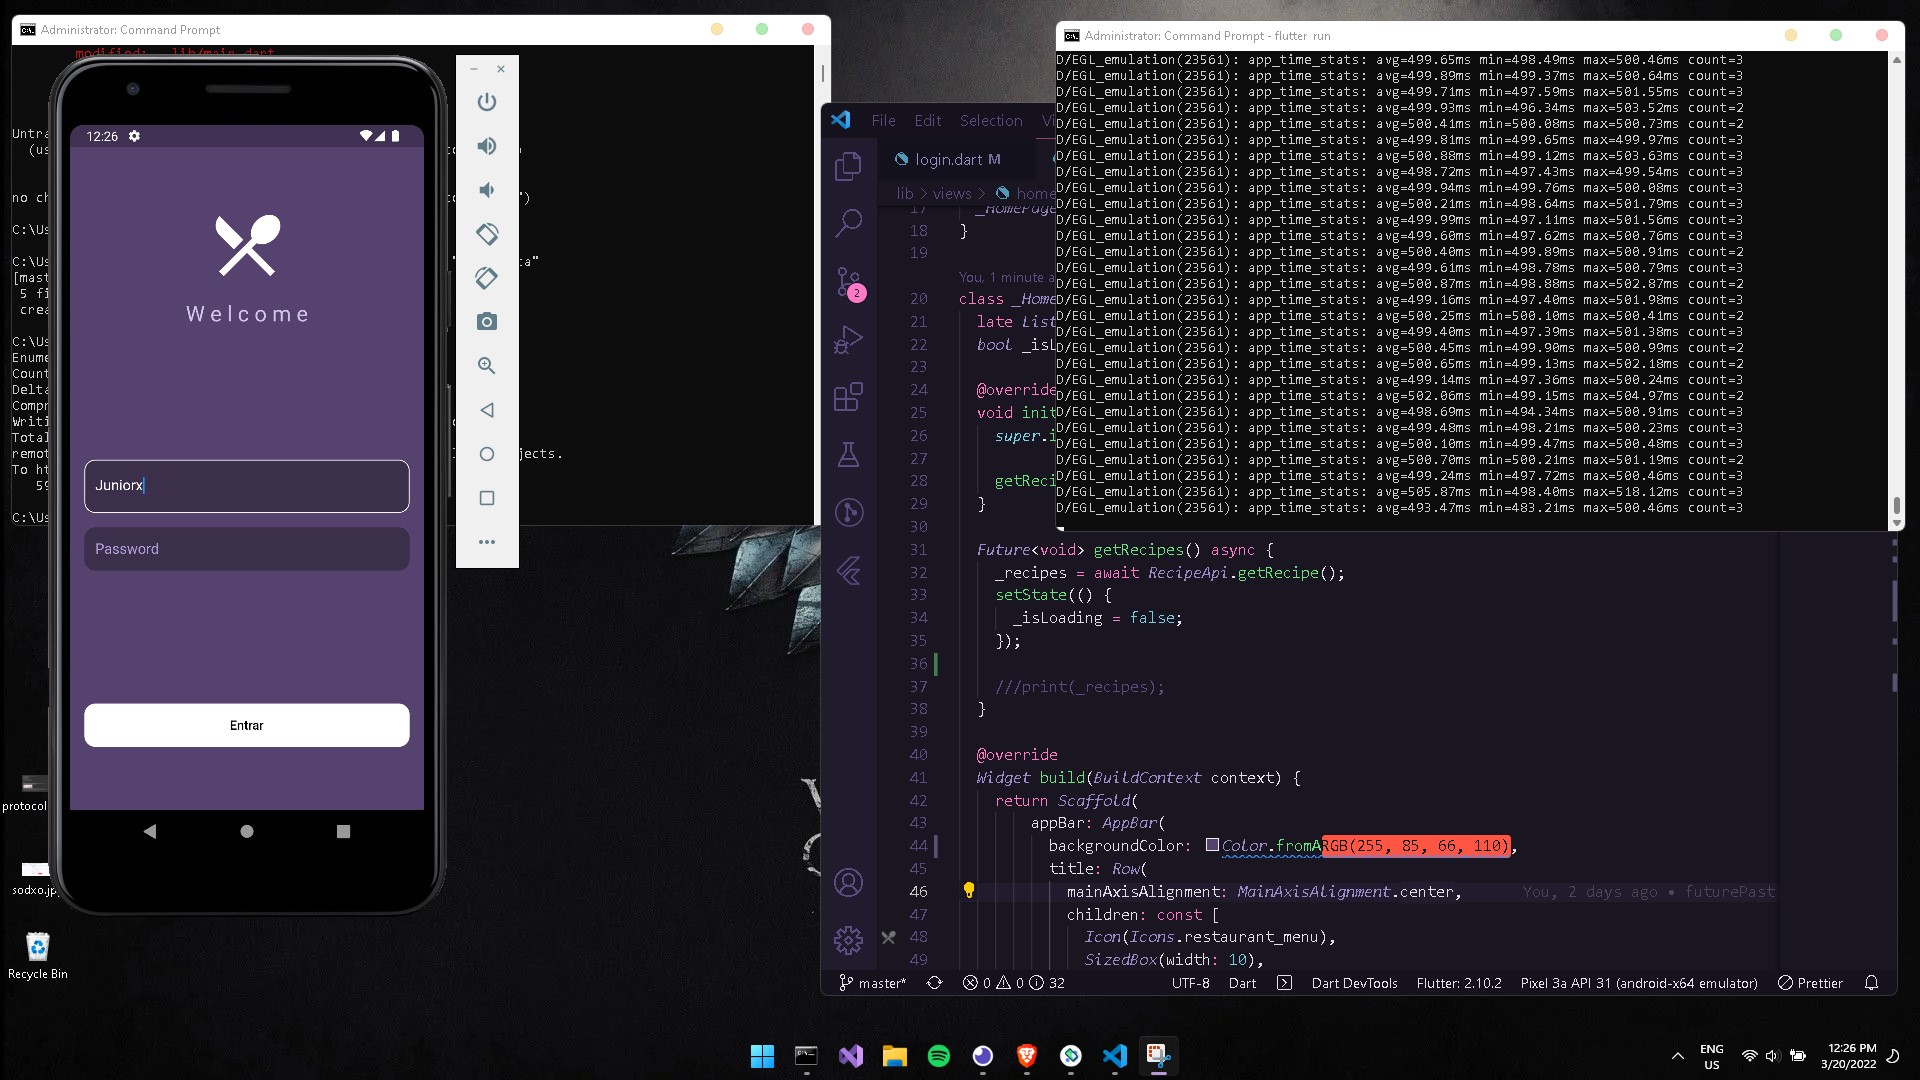 Administrator: Command Prompt
modified: lib/main.dart
Untra
(us
no ch
")
C:\Us
C:\Us
ta"
[mast
5 fi
crea
C:\Us
Enume
Count
Delta
Compr
Writi
Total
remot
jects.
To ht
59
C:\Us
12:26
Welcome
Juniorx
Password
Entrar
protocol
sodxo.jp
Recycle Bin
File Edit Selection Vi
login.dart M
lib > views > home
17 _HomePage
18 }
19
You, 1 minute a
20 class _Home
21 late List
22 bool _isL
23
24 @override
25 void init
26 super.i
27
28 getReci
29 }
30
31 Future<void> getRecipes() async {
32 _recipes = await RecipeApi.getRecipe();
33 setState(() {
34 _isLoading = false;
35 });
36
37 ///print(_recipes);
38 }
39
40 @override
41 Widget build(BuildContext context) {
42 return Scaffold(
43 appBar: AppBar(
44 backgroundColor: Color.fromARGB(255, 85, 66, 110),
45 title: Row(
46 mainAxisAlignment: MainAxisAlignment.center, You, 2 days ago • futurePast
47 children: const [
48 Icon(Icons.restaurant_menu),
49 SizedBox(width: 10),
2
master* 0 0 32 UTF-8 Dart Dart DevTools Flutter: 2.10.2 Pixel 3a API 31 (android-x64 emulator) Prettier
Administrator: Command Prompt - flutter run
D/EGL_emulation(23561): app_time_stats: avg=499.65ms min=498.49ms max=500.46ms count=3
D/EGL_emulation(23561): app_time_stats: avg=499.89ms min=499.37ms max=500.64ms count=3
D/EGL_emulation(23561): app_time_stats: avg=499.71ms min=497.59ms max=501.55ms count=3
D/EGL_emulation(23561): app_time_stats: avg=499.93ms min=496.34ms max=503.52ms count=2
D/EGL_emulation(23561): app_time_stats: avg=500.41ms min=500.08ms max=500.73ms count=2
D/EGL_emulation(23561): app_time_stats: avg=499.81ms min=499.65ms max=499.97ms count=3
D/EGL_emulation(23561): app_time_stats: avg=500.88ms min=499.12ms max=503.63ms count=3
D/EGL_emulation(23561): app_time_stats: avg=498.72ms min=497.43ms max=499.54ms count=3
D/EGL_emulation(23561): app_time_stats: avg=499.94ms min=499.76ms max=500.08ms count=3
D/EGL_emulation(23561): app_time_stats: avg=500.21ms min=498.64ms max=501.79ms count=3
D/EGL_emulation(23561): app_time_stats: avg=499.99ms min=497.11ms max=501.56ms count=3
D/EGL_emulation(23561): app_time_stats: avg=499.60ms min=497.62ms max=500.76ms count=3
D/EGL_emulation(23561): app_time_stats: avg=500.40ms min=499.89ms max=500.91ms count=2
D/EGL_emulation(23561): app_time_stats: avg=499.61ms min=498.78ms max=500.79ms count=3
D/EGL_emulation(23561): app_time_stats: avg=500.87ms min=498.88ms max=502.87ms count=2
D/EGL_emulation(23561): app_time_stats: avg=499.16ms min=497.40ms max=501.98ms count=3
D/EGL_emulation(23561): app_time_stats: avg=500.25ms min=500.10ms max=500.41ms count=2
D/EGL_emulation(23561): app_time_stats: avg=499.40ms min=497.39ms max=501.38ms count=3
D/EGL_emulation(23561): app_time_stats: avg=500.45ms min=499.90ms max=500.99ms count=2
D/EGL_emulation(23561): app_time_stats: avg=500.65ms min=499.13ms max=502.18ms count=2
D/EGL_emulation(23561): app_time_stats: avg=499.14ms min=497.36ms max=500.24ms count=3
D/EGL_emulation(23561): app_time_stats: avg=502.06ms min=499.15ms max=504.97ms count=2
D/EGL_emulation(23561): app_time_stats: avg=498.69ms min=494.34ms max=500.91ms count=3
D/EGL_emulation(23561): app_time_stats: avg=499.48ms min=498.21ms max=500.23ms count=3
D/EGL_emulation(23561): app_time_stats: avg=500.10ms min=499.47ms max=500.48ms count=3
D/EGL_emulation(23561): app_time_stats: avg=500.70ms min=500.21ms max=501.19ms count=2
D/EGL_emulation(23561): app_time_stats: avg=499.24ms min=497.72ms max=500.46ms count=3
D/EGL_emulation(23561): app_time_stats: avg=505.87ms min=498.40ms max=518.12ms count=3
D/EGL_emulation(23561): app_time_stats: avg=493.47ms min=483.21ms max=500.46ms count=3
ENG
US
12:26 PM
3/20/2022